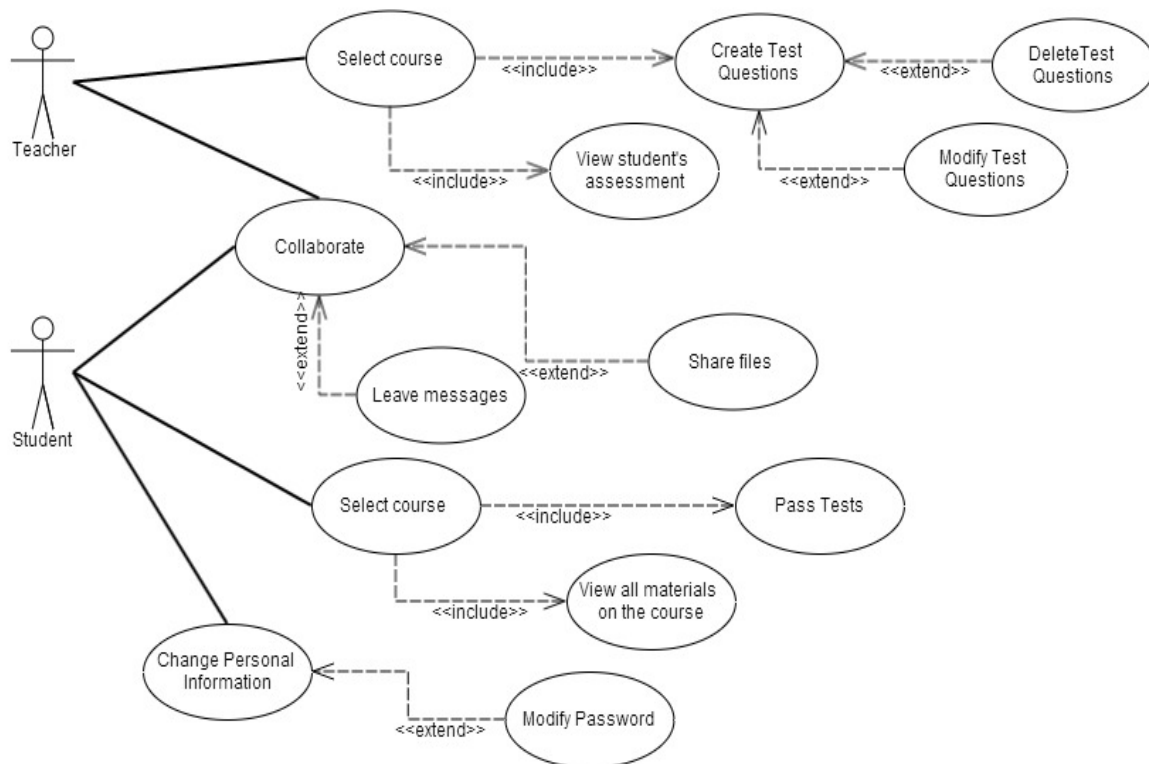 Select course
<<include>>
Create Test
Questions
<<extend>>
DeleteTest
Questions
Teacher
<<include>>
View student's
assessment
<<extend>>
Modify Test
Questions
Collaborate
<<extend>>
<<extend>>
Share files
Leave messages
Student
Select course
<<include>>
Pass Tests
<<include>>
View all materials
on the course
Change Personal
Information
<<extend>>
Modify Password